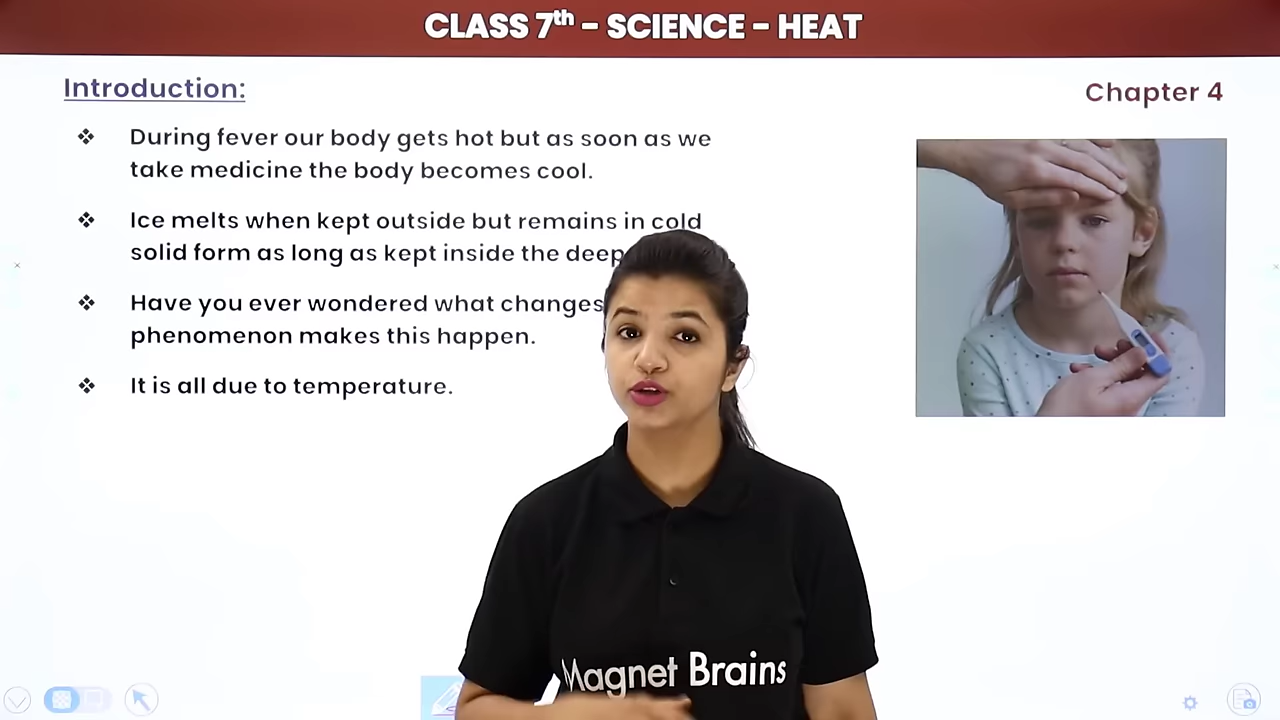 CLASS 7th – SCIENCE – HEAT
Introduction:
Chapter 4
❖ During fever our body gets hot but as soon as we
take medicine the body becomes cool.
❖ Ice melts when kept outside but remains in cold
solid form as long as kept inside the deep
❖ Have you ever wondered what changes
phenomenon makes this happen.
❖ It is all due to temperature.
Magnet Brains